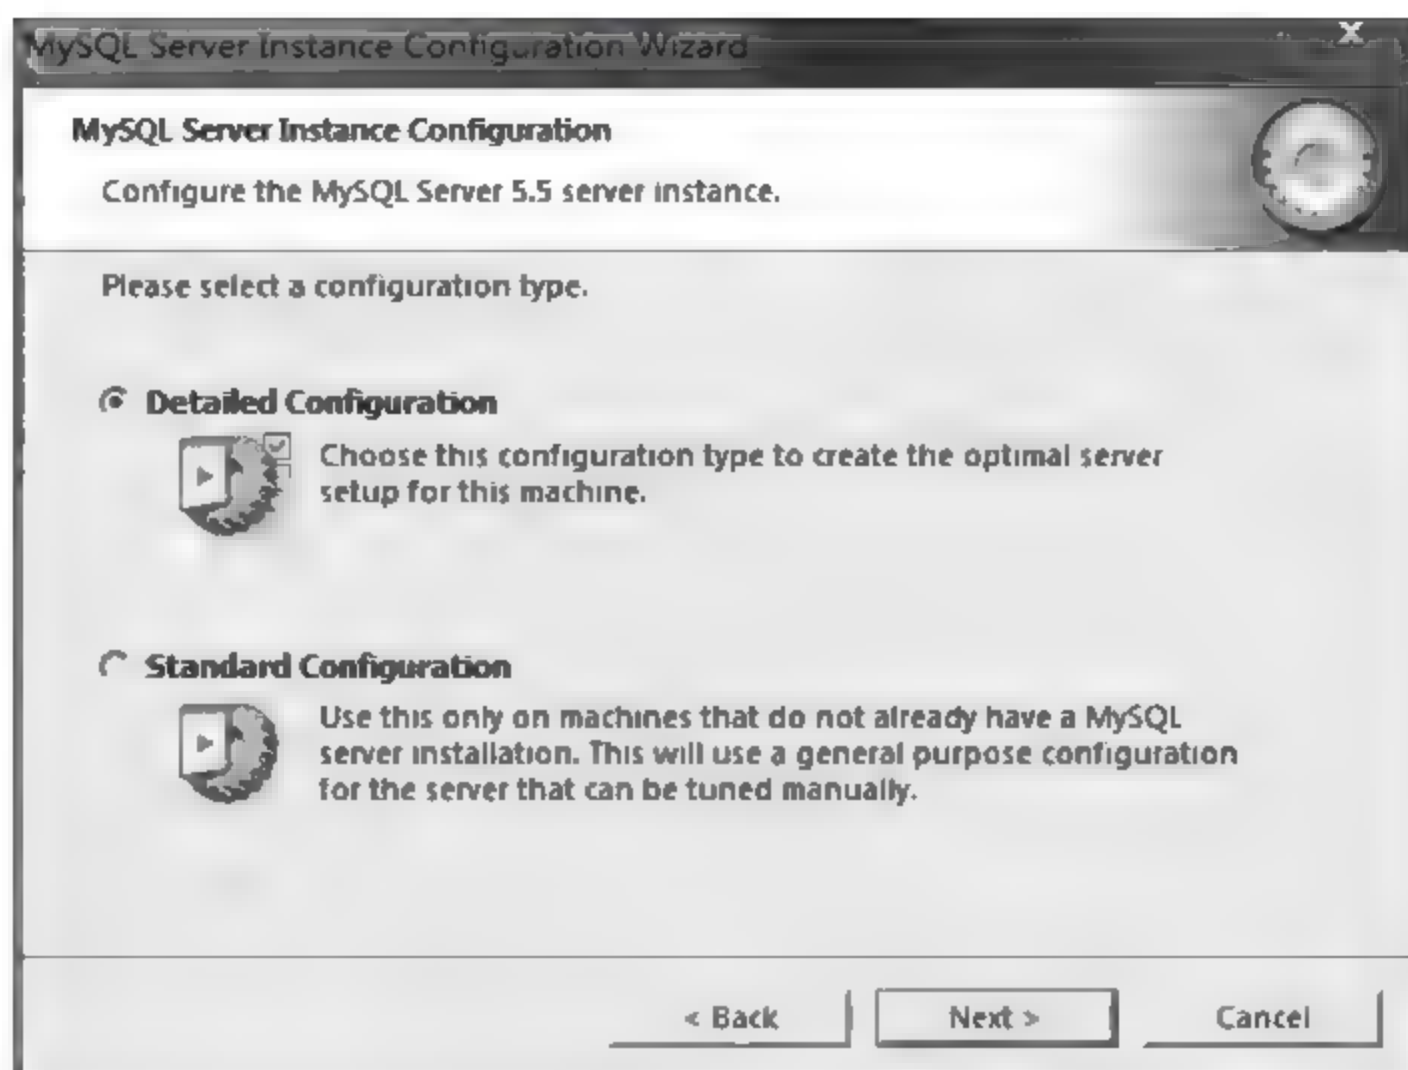 MySQL Server Instance Configuration Wizard
MySQL Server Instance Configuration
Configure the MySQL Server 5.5 server instance.
Please select a configuration type.
Detailed Configuration
Choose this configuration type to create the optimal server
setup for this machine.
Standard Configuration
Use this only on machines that do not already have a MySQL
server installation. This will use a general purpose configuration
for the server that can be tuned manually.
< Back
Next >
Cancel